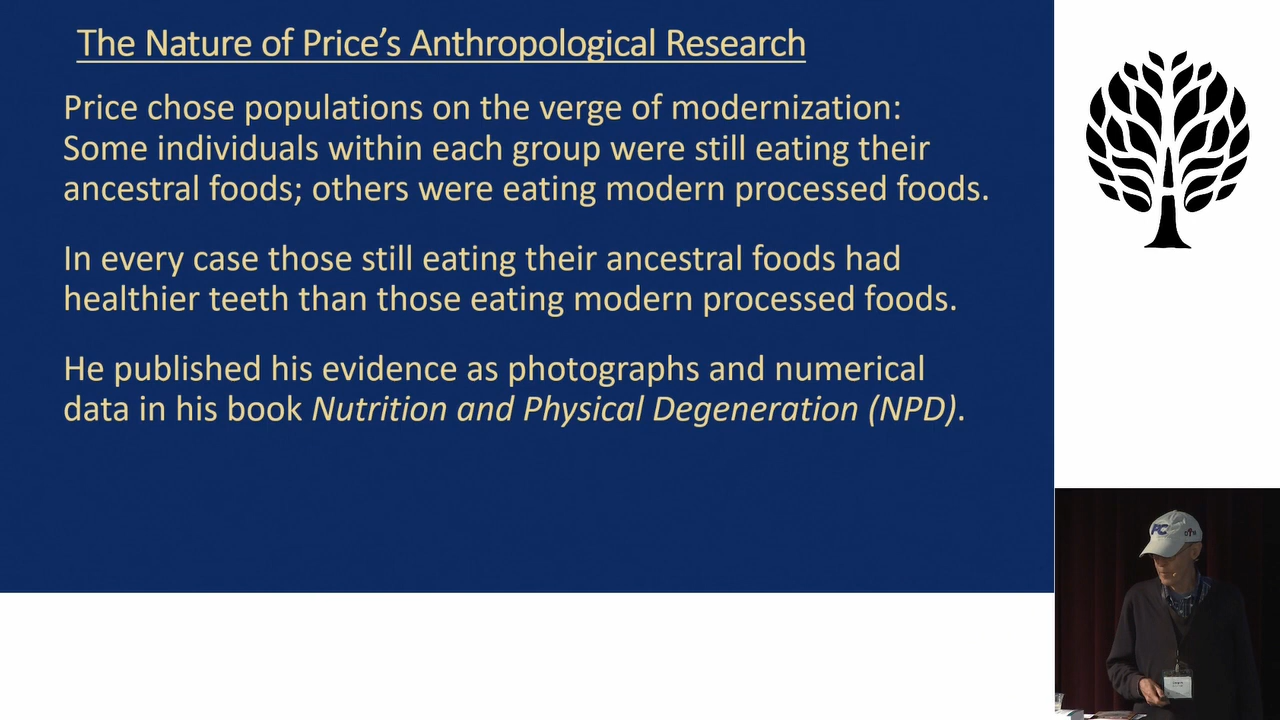 The Nature of Price’s Anthropological Research
Price chose populations on the verge of modernization:
Some individuals within each group were still eating their
ancestral foods; others were eating modern processed foods.
In every case those still eating their ancestral foods had
healthier teeth than those eating modern processed foods.
He published his evidence as photographs and numerical
data in his book Nutrition and Physical Degeneration (NPD).
PC